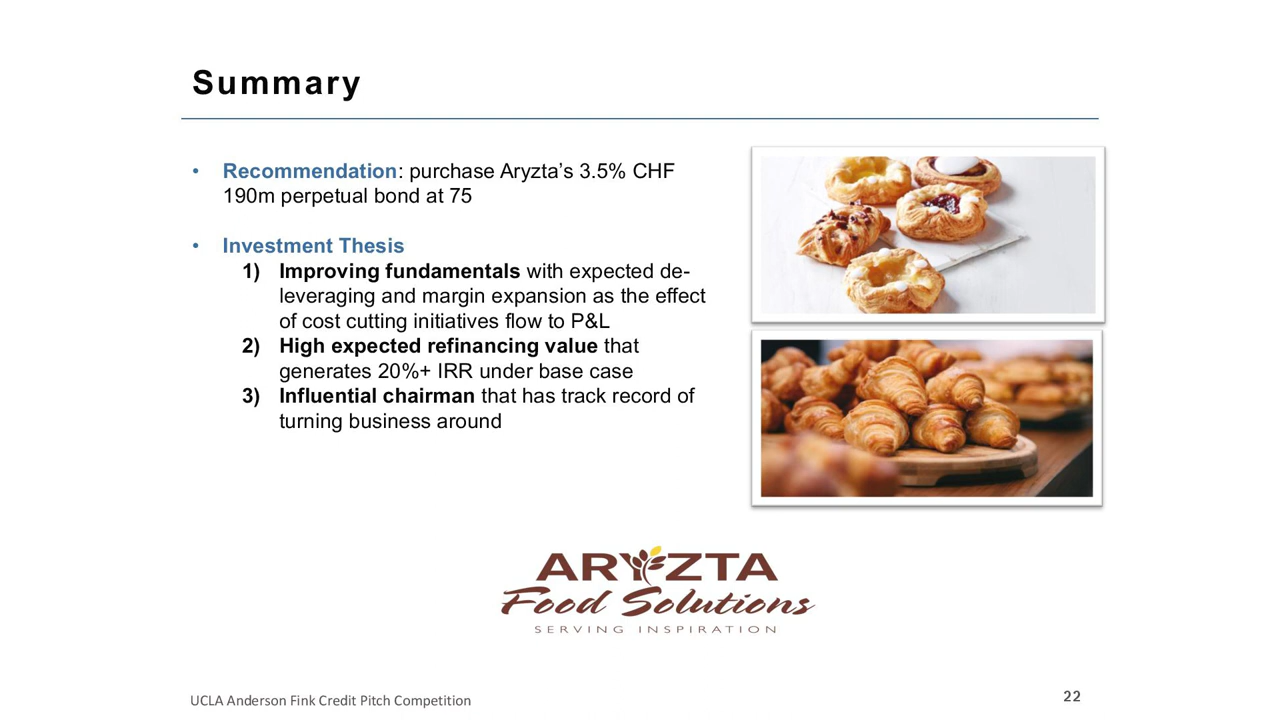 Summary
• Recommendation: purchase Aryzta’s 3.5% CHF
190m perpetual bond at 75
• Investment Thesis
1) Improving fundamentals with expected de-
leveraging and margin expansion as the effect
of cost cutting initiatives flow to P&L
2) High expected refinancing value that
generates 20%+ IRR under base case
3) Influential chairman that has track record of
turning business around
ARYZTA
Food Solutions
SERVING INSPIRATION
UCLA Anderson Fink Credit Pitch Competition
22